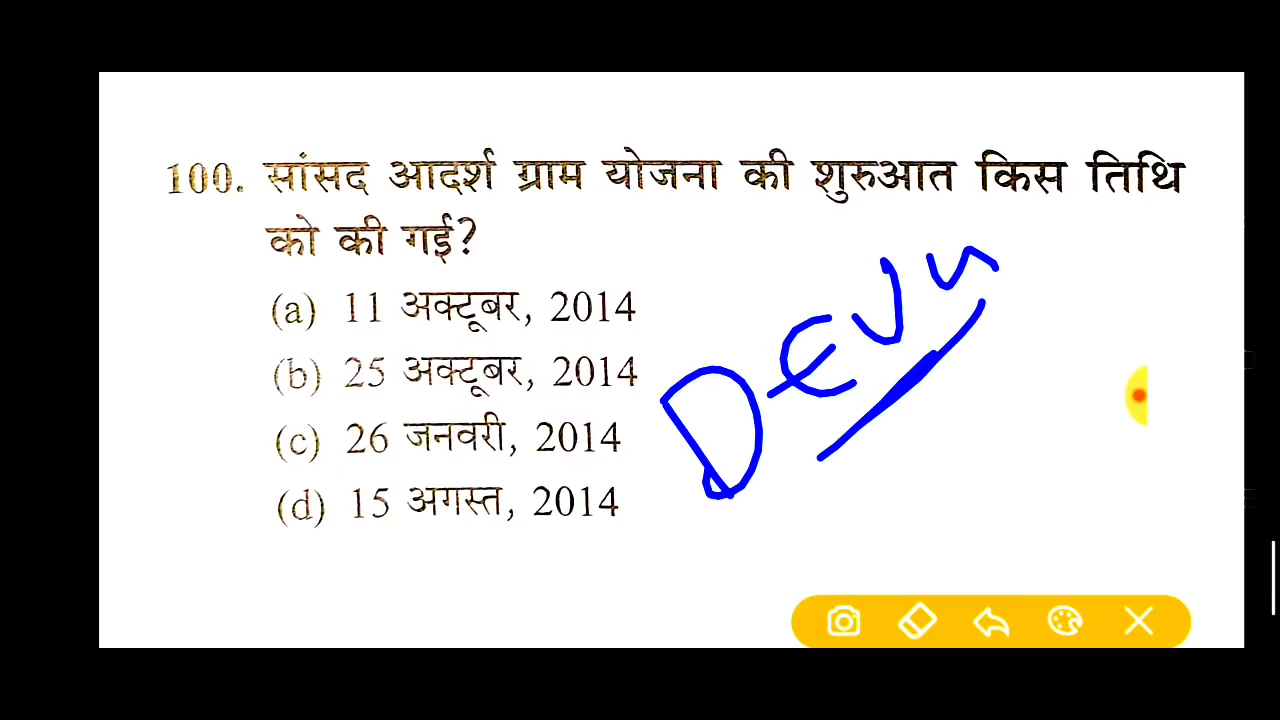 100. सांसद आदर्श ग्राम योजना की शुरुआत किस तिथि
को की गई?
(a) 11 अक्टूबर, 2014
(b) 25 अक्टूबर, 2014
(c) 26 जनवरी, 2014
(d) 15 अगस्त, 2014
DEVU